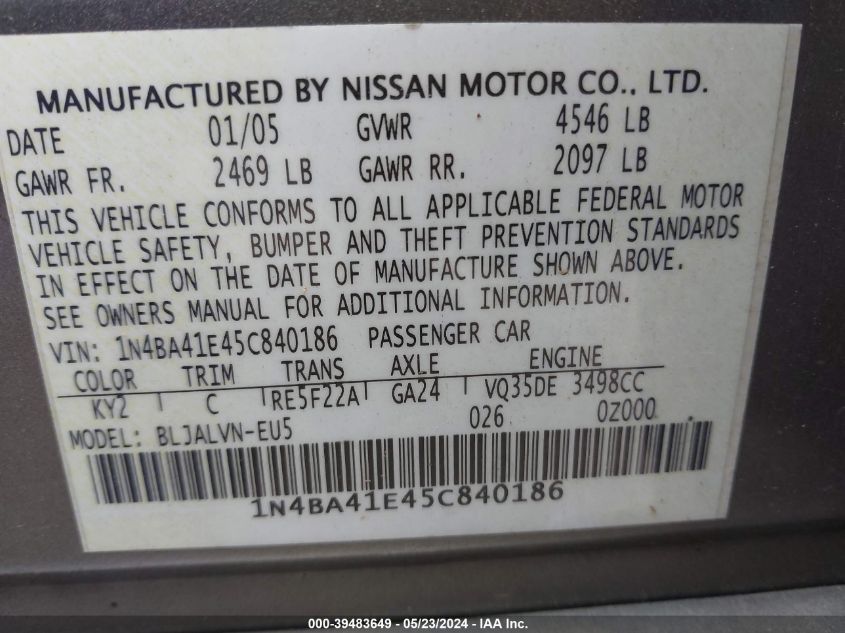 MANUFACTURED BY NISSAN MOTOR CO., LTD.
DATE 01/05 GVWR 4546 LB
GAWR FR. 2469 LB GAWR RR. 2097 LB
THIS VEHICLE CONFORMS TO ALL APPLICABLE FEDERAL MOTOR
VEHICLE SAFETY, BUMPER AND THEFT PREVENTION STANDARDS
IN EFFECT ON THE DATE OF MANUFACTURE SHOWN ABOVE.
SEE OWNERS MANUAL FOR ADDITIONAL INFORMATION.
VIN: 1N4BA41E45C840186 PASSENGER CAR
COLOR TRIM TRANS AXLE ENGINE
KY2 C RE5F22A GA24 VQ35DE 3498CC
MODEL: BLJALVN-EU5 026 0Z000
1N4BA41E45C840186
000-39483649 - 05/23/2024 - IAA Inc.